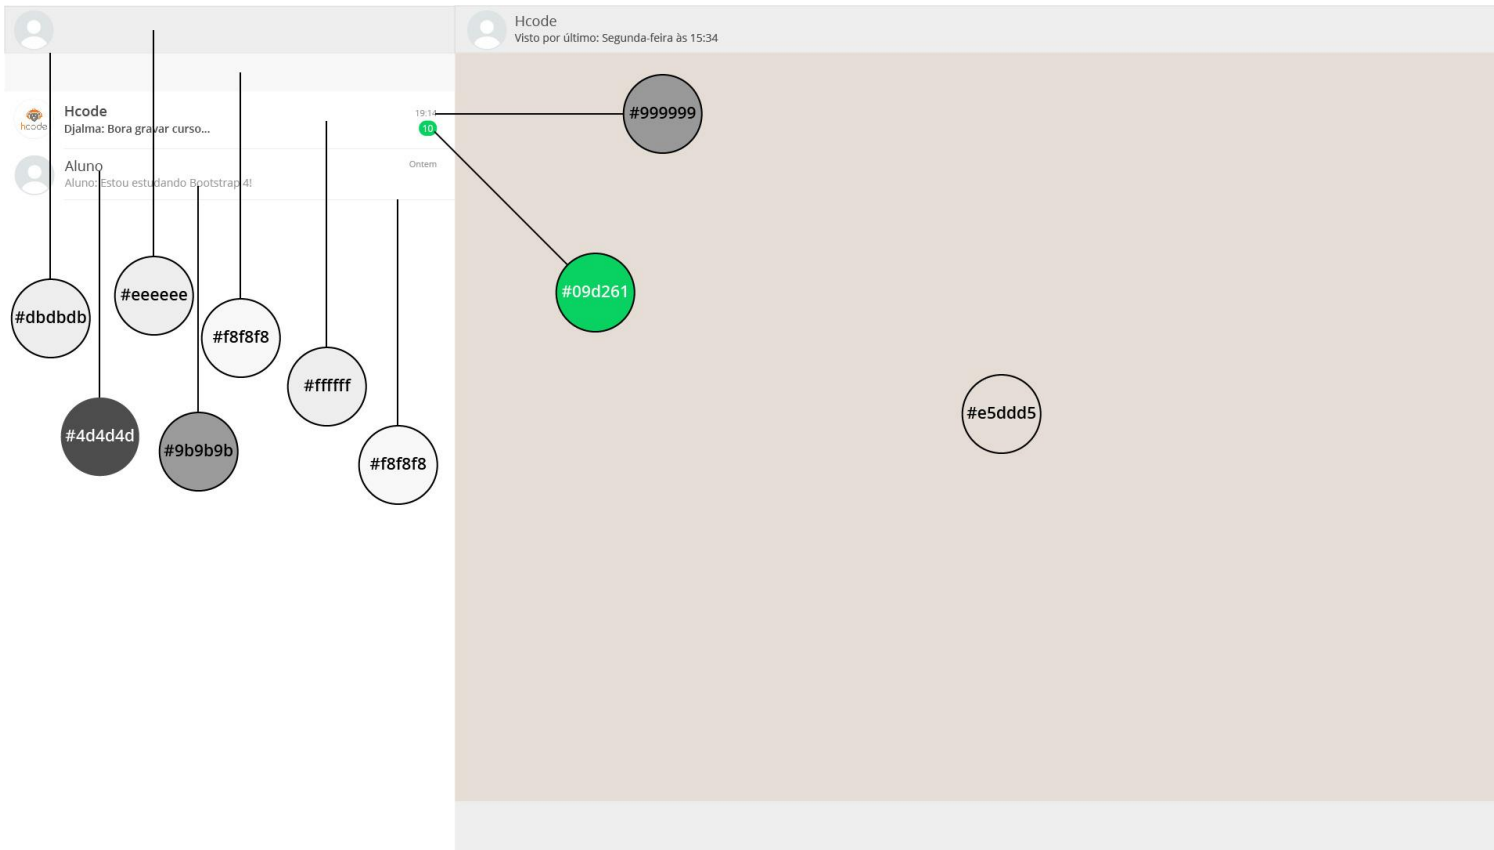 Hcode
Visto por último: Segunda-feira às 15:34
hcode
Hcode
19:14
Djalma: Bora gravar curso...
10
Aluno
Ontem
Aluno: Estou estudando Bootstrap 4!
#999999
#09d261
#dbdbdb
#eeeeee
#f8f8f8
#ffffff
#4d4d4d
#9b9b9b
#f8f8f8
#e5ddd5